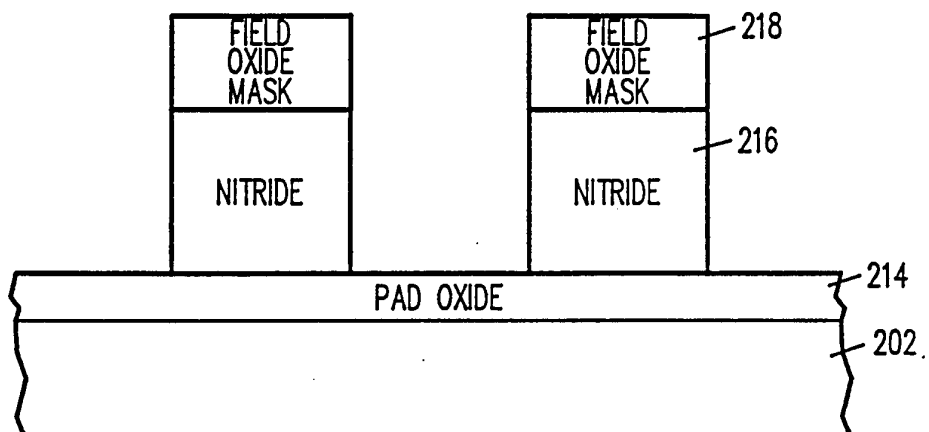 FIELD
OXIDE
MASK
FIELD
OXIDE
MASK
218
NITRIDE
NITRIDE
216
PAD OXIDE
214
202